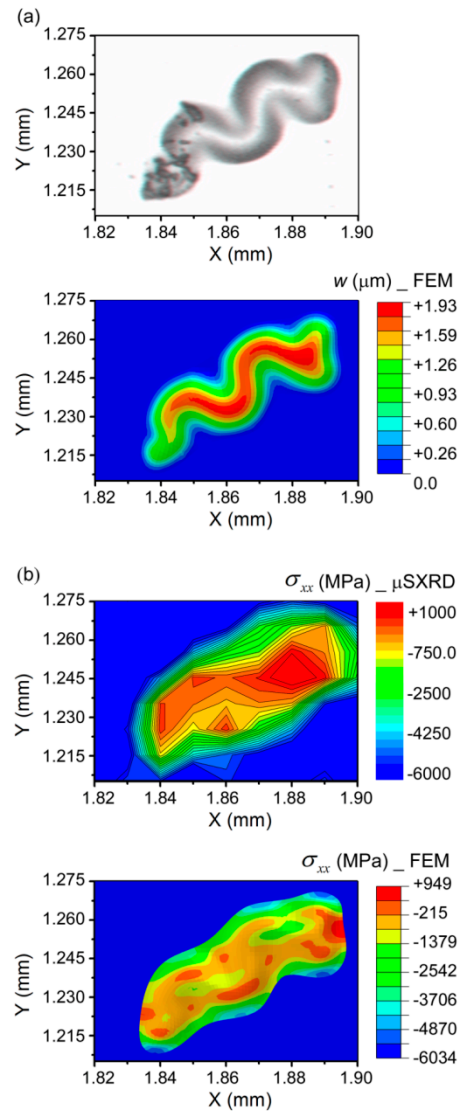 (a)
1.275
1.260
1.245
1.230
1.215
Y (mm)
1.82 1.84 1.86 1.88 1.90
X (mm)
w (μm) _ FEM
1.275
1.260
1.245
1.230
1.215
Y (mm)
1.82 1.84 1.86 1.88 1.90
X (mm)
+1.93
+1.59
+1.26
+0.93
+0.60
+0.26
0.0
(b)
σxx (MPa) _ μSXRD
1.275
1.260
1.245
1.230
1.215
Y (mm)
1.82 1.84 1.86 1.88 1.90
X (mm)
+1000
-750.0
-2500
-4250
-6000
σxx (MPa) _ FEM
1.275
1.260
1.245
1.230
1.215
Y (mm)
1.82 1.84 1.86 1.88 1.90
X (mm)
+949
-215
-1379
-2542
-3706
-4870
-6034